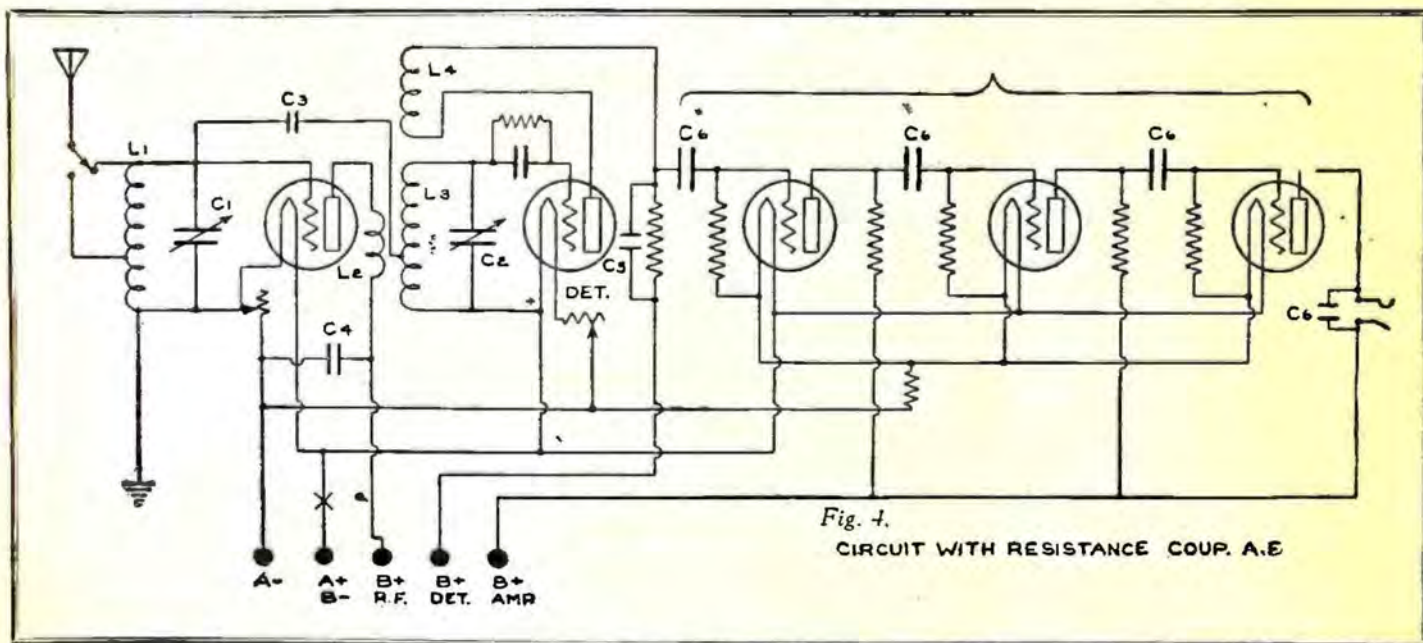 L4
C3
C6
C6
C6
L1
L3
C1
L2
C2
C5
DET.
+
C4
C6
Fig. 4.
CIRCUIT WITH RESISTANCE COUP. A.E
A-
A+
B-
B+
R.F.
B+
DET.
B+
AMP